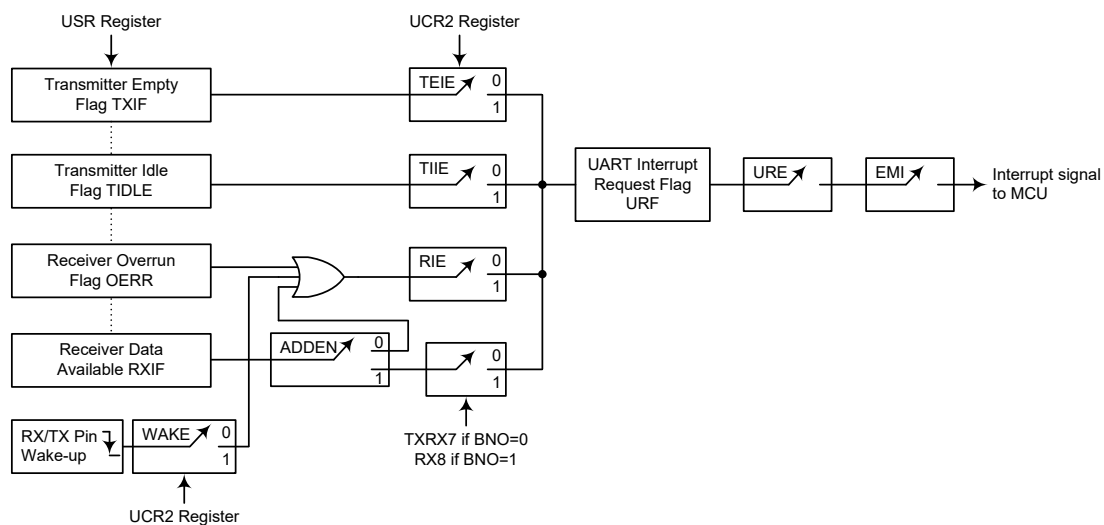 USR Register
UCR2 Register
Transmitter Empty
Flag TXIF
TEIE
0
1
Transmitter Idle
Flag TIDLE
TIIE
0
1
UART Interrupt
Request Flag
URF
URE
EMI
Interrupt signal
to MCU
Receiver Overrun
Flag OERR
RIE
0
1
Receiver Data
Available RXIF
ADDEN
0
1
0
1
RX/TX Pin
Wake-up
WAKE
0
1
TXRX7 if BNO=0
RX8 if BNO=1
UCR2 Register